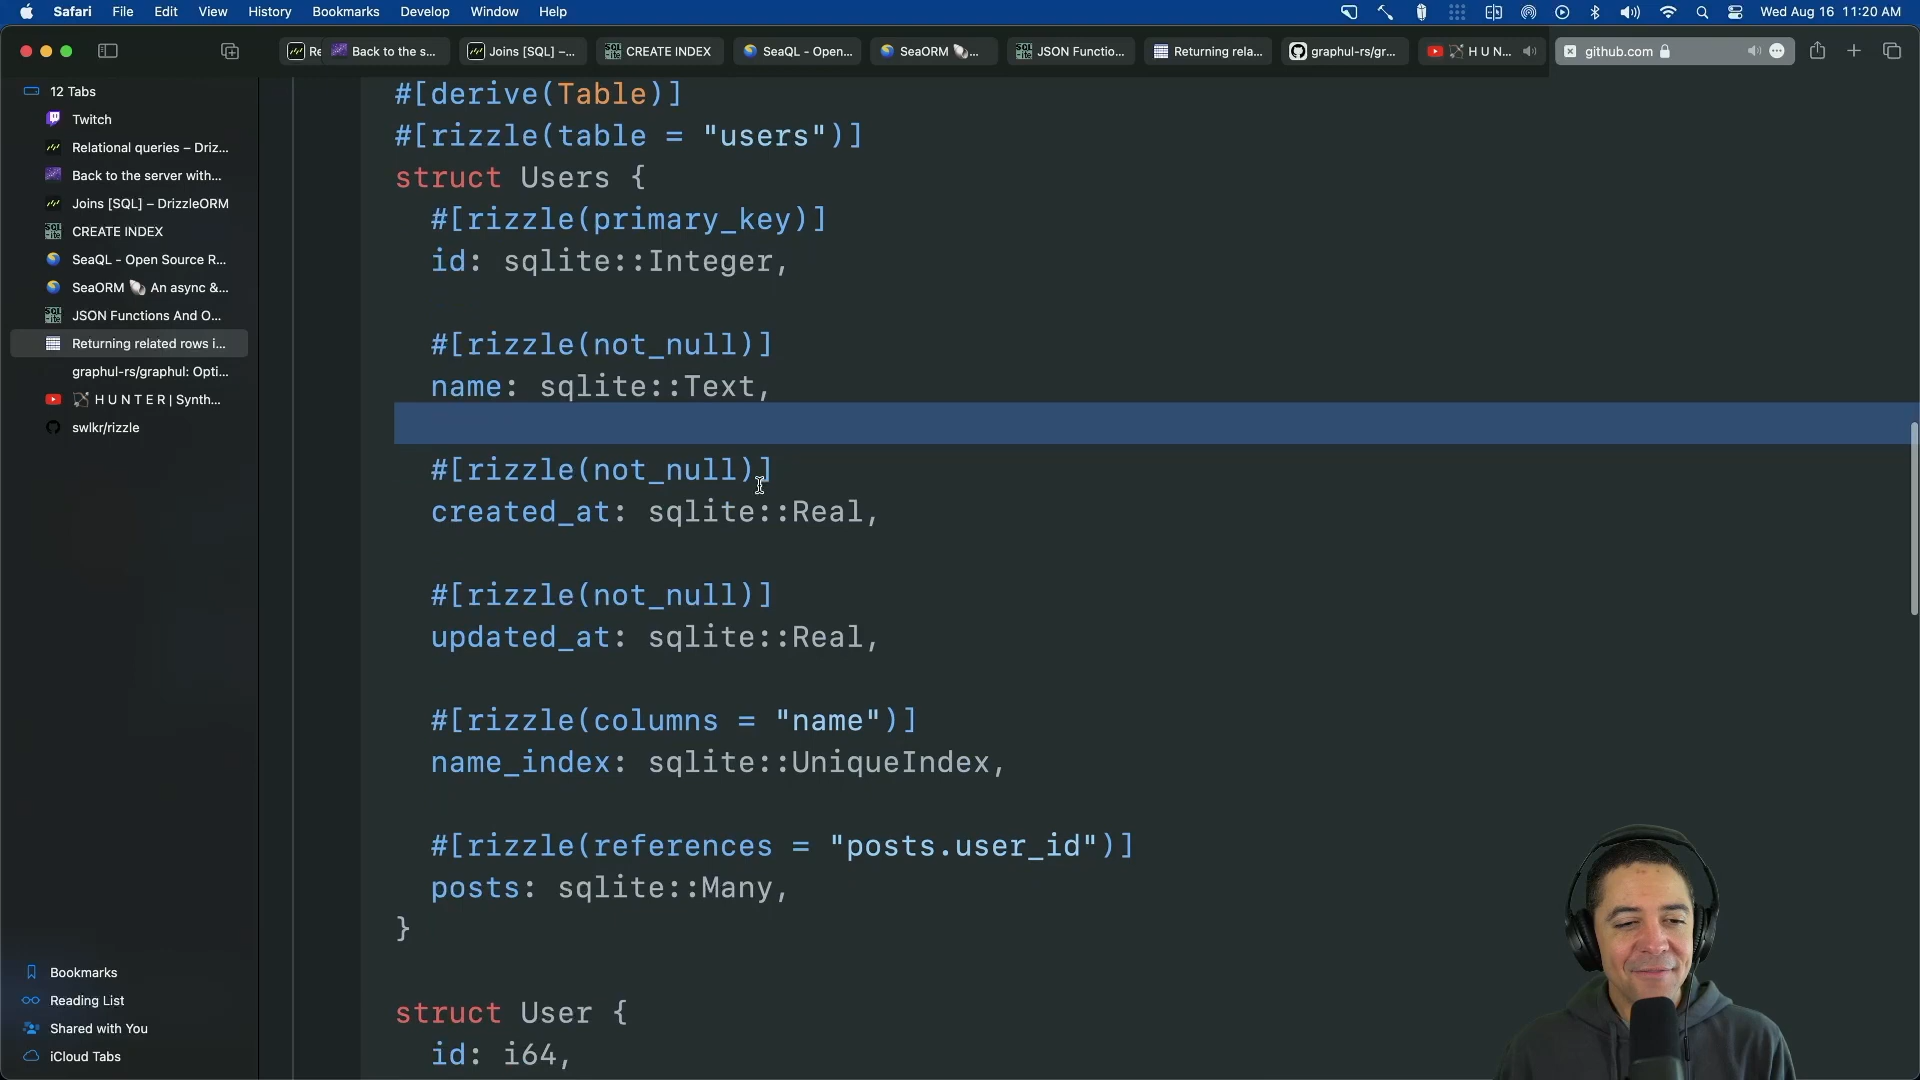 Safari File Edit View History Bookmarks Develop Window Help Wed Aug 16 11:20 AM
Re Back to the s... Joins [SQL] –... CREATE INDEX SeaQL - Open... SeaORM 🐚... JSON Functio... Returning rela... graphul-rs/gr... H U N... github.com
12 Tabs
Twitch
Relational queries – Driz...
Back to the server with...
Joins [SQL] – DrizzleORM
CREATE INDEX
SeaQL - Open Source R...
SeaORM 🐚 An async &...
JSON Functions And O...
Returning related rows i...
graphul-rs/graphul: Opti...
🏹 H U N T E R | Synth...
swlkr/rizzle
Bookmarks
Reading List
Shared with You
iCloud Tabs
#[derive(Table)]
#[rizzle(table = "users")]
struct Users {
#[rizzle(primary_key)]
id: sqlite::Integer,
#[rizzle(not_null)]
name: sqlite::Text,
#[rizzle(not_null)]
created_at: sqlite::Real,
#[rizzle(not_null)]
updated_at: sqlite::Real,
#[rizzle(columns = "name")]
name_index: sqlite::UniqueIndex,
#[rizzle(references = "posts.user_id")]
posts: sqlite::Many,
}
struct User {
id: i64,